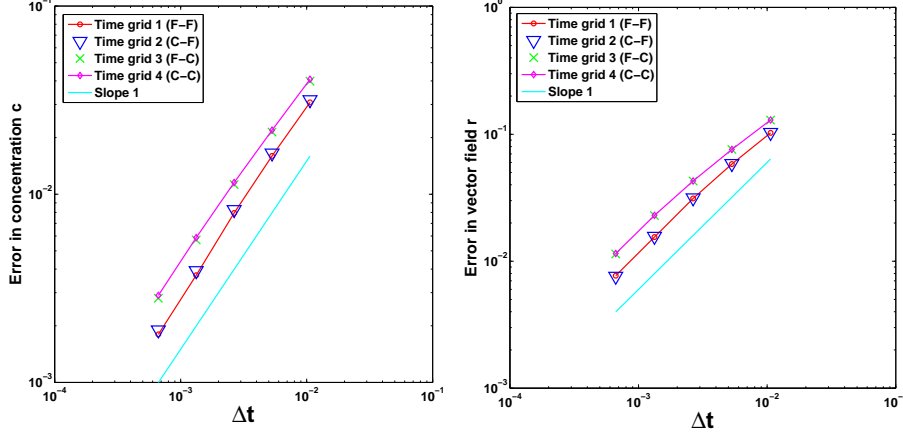 10⁻¹
10⁻²
10⁻³
10⁻⁴
10⁻³
10⁻²
10⁻¹
Error in concentration c
Δt
Time grid 1 (F−F)
Time grid 2 (C−F)
Time grid 3 (F−C)
Time grid 4 (C−C)
Slope 1
10⁰
10⁻¹
10⁻²
10⁻³
10⁻⁴
10⁻³
10⁻²
10⁻¹
Error in vector field r
Δt
Time grid 1 (F−F)
Time grid 2 (C−F)
Time grid 3 (F−C)
Time grid 4 (C−C)
Slope 1